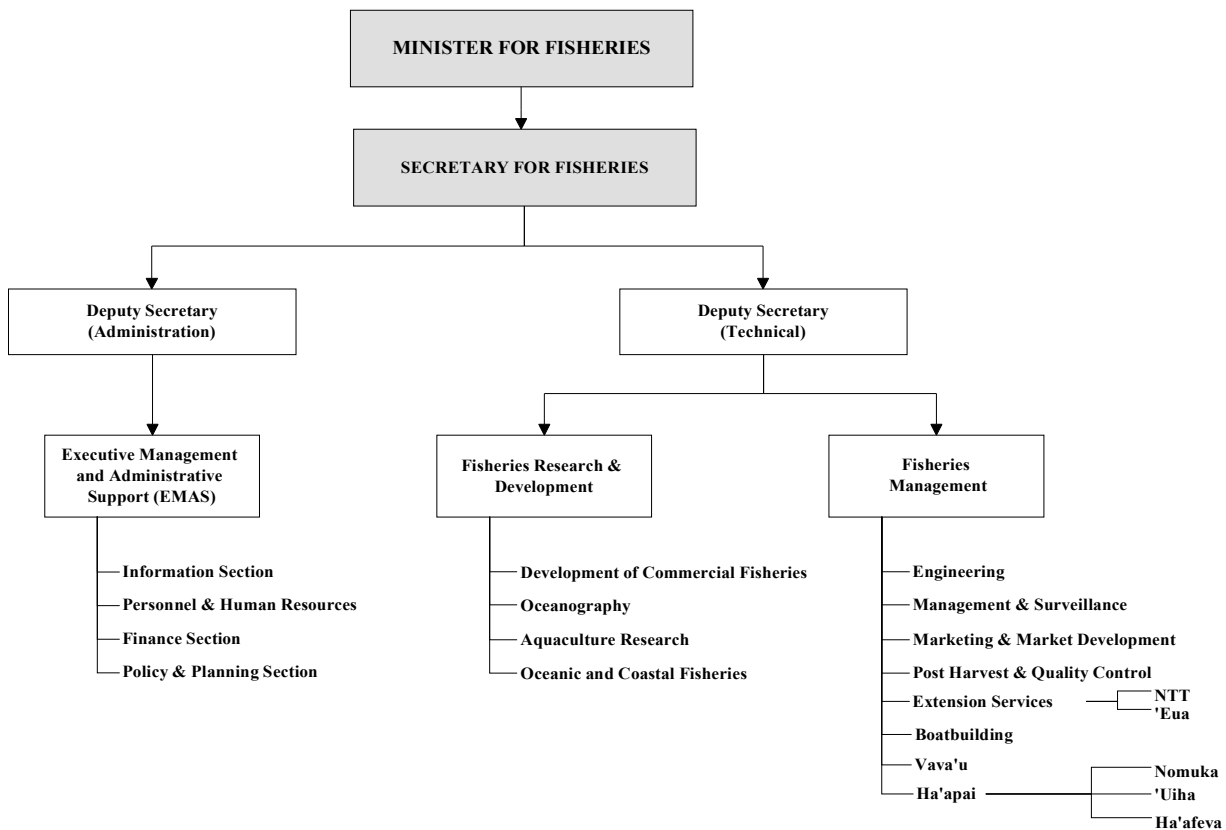 MINISTER FOR FISHERIES
SECRETARY FOR FISHERIES
Deputy Secretary
(Administration)
Deputy Secretary
(Technical)
Executive Management
and Administrative
Support (EMAS)
Fisheries Research &
Development
Fisheries
Management
Information Section
Personnel & Human Resources
Finance Section
Policy & Planning Section
Development of Commercial Fisheries
Oceanography
Aquaculture Research
Oceanic and Coastal Fisheries
Engineering
Management & Surveillance
Marketing & Market Development
Post Harvest & Quality Control
Extension Services
NTT
'Eua
Boatbuilding
Vava'u
Ha'apai
Nomuka
'Uiha
Ha'afeva